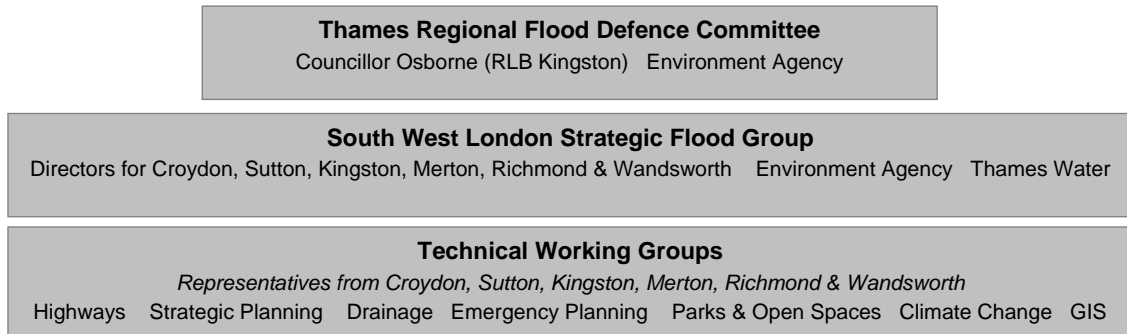 Thames Regional Flood Defence Committee
Councillor Osborne (RLB Kingston) Environment Agency
South West London Strategic Flood Group
Directors for Croydon, Sutton, Kingston, Merton, Richmond & Wandsworth Environment Agency Thames Water
Technical Working Groups
Representatives from Croydon, Sutton, Kingston, Merton, Richmond & Wandsworth
Highways Strategic Planning Drainage Emergency Planning Parks & Open Spaces Climate Change GIS